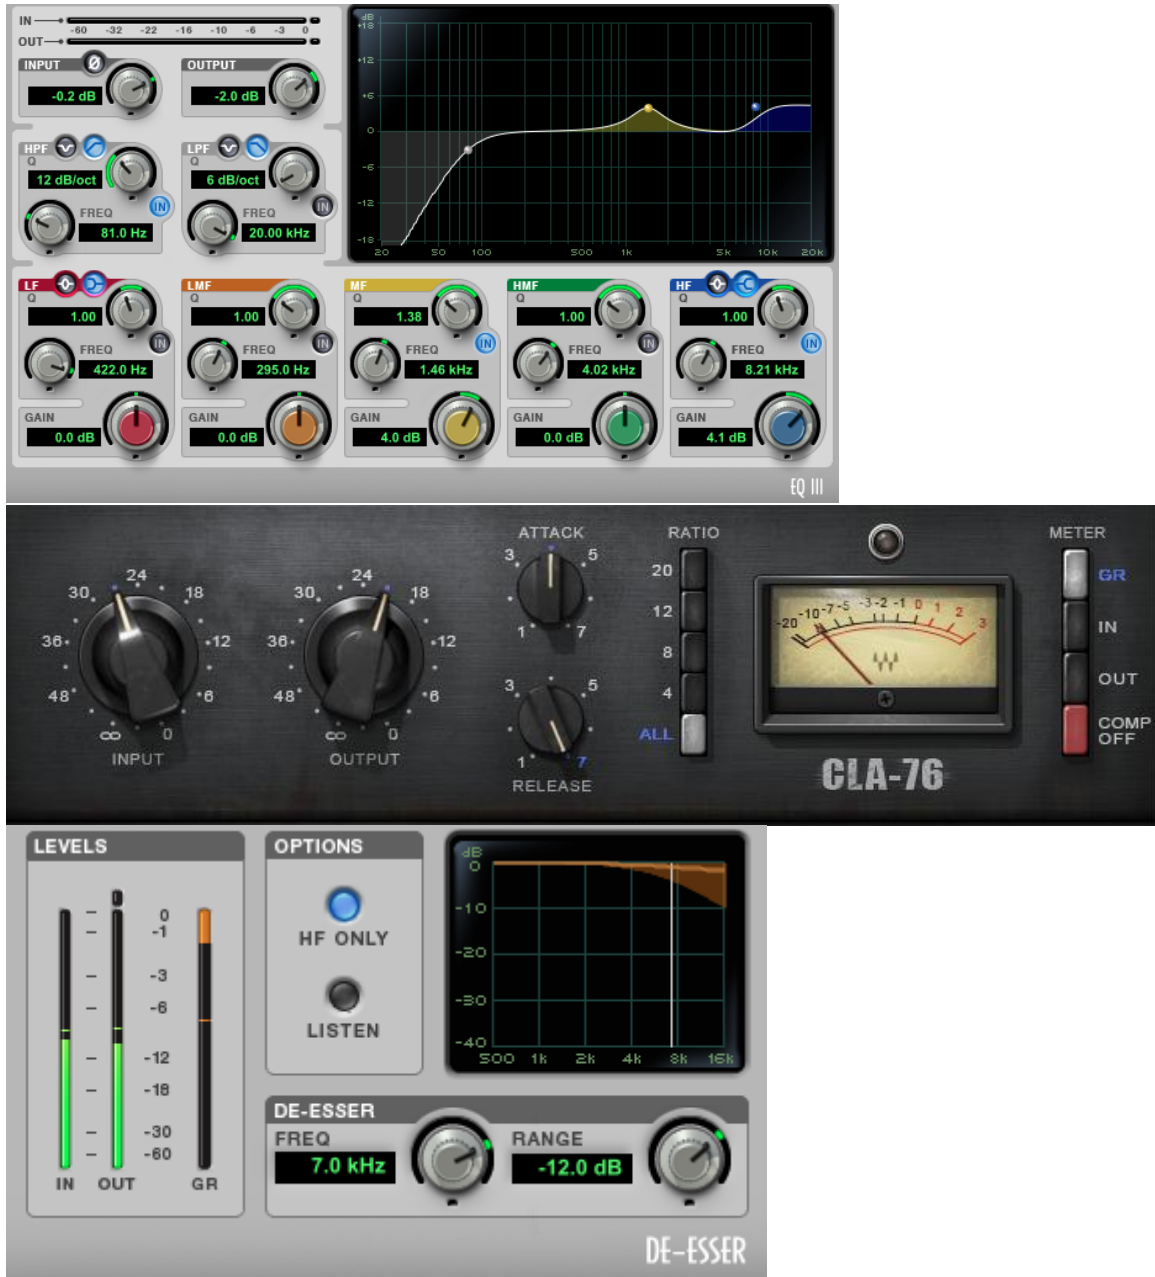 IN
-60 -32 -22 -16 -10 -6 -3 0
OUT
INPUT Ø
-0.2 dB
OUTPUT
-2.0 dB
HPF
Q
12 dB/oct
IN
FREQ
81.0 Hz
LPF
Q
6 dB/oct
IN
FREQ
20.00 kHz
dB
+18
+12
+6
0
-6
-12
-18
20 50 100 500 1k 5k 10k 20k
LF
Q
1.00
IN
FREQ
422.0 Hz
GAIN
0.0 dB
LMF
Q
1.00
IN
FREQ
295.0 Hz
GAIN
0.0 dB
MF
Q
1.38
IN
FREQ
1.46 kHz
GAIN
4.0 dB
HMF
Q
1.00
IN
FREQ
4.02 kHz
GAIN
0.0 dB
HF
Q
1.00
IN
FREQ
8.21 kHz
GAIN
4.1 dB
EQ III
∞ 48 36 30 24 18 12 6 0
INPUT
∞ 48 36 30 24 18 12 6 0
OUTPUT
ATTACK
1 3 5 7
1 3 5 7
RELEASE
RATIO
20
12
8
4
ALL
-20 -10 -7 -5 -3 -2 -1 0 1 2 3
CLA-76
METER
GR
IN
OUT
COMP
OFF
LEVELS
0
-1
-3
-6
-12
-18
-30
-60
IN OUT GR
OPTIONS
HF ONLY
LISTEN
dB
0
-10
-20
-30
-40
500 1k 2k 4k 8k 16k
DE-ESSER
FREQ
7.0 kHz
RANGE
-12.0 dB
DE-ESSER